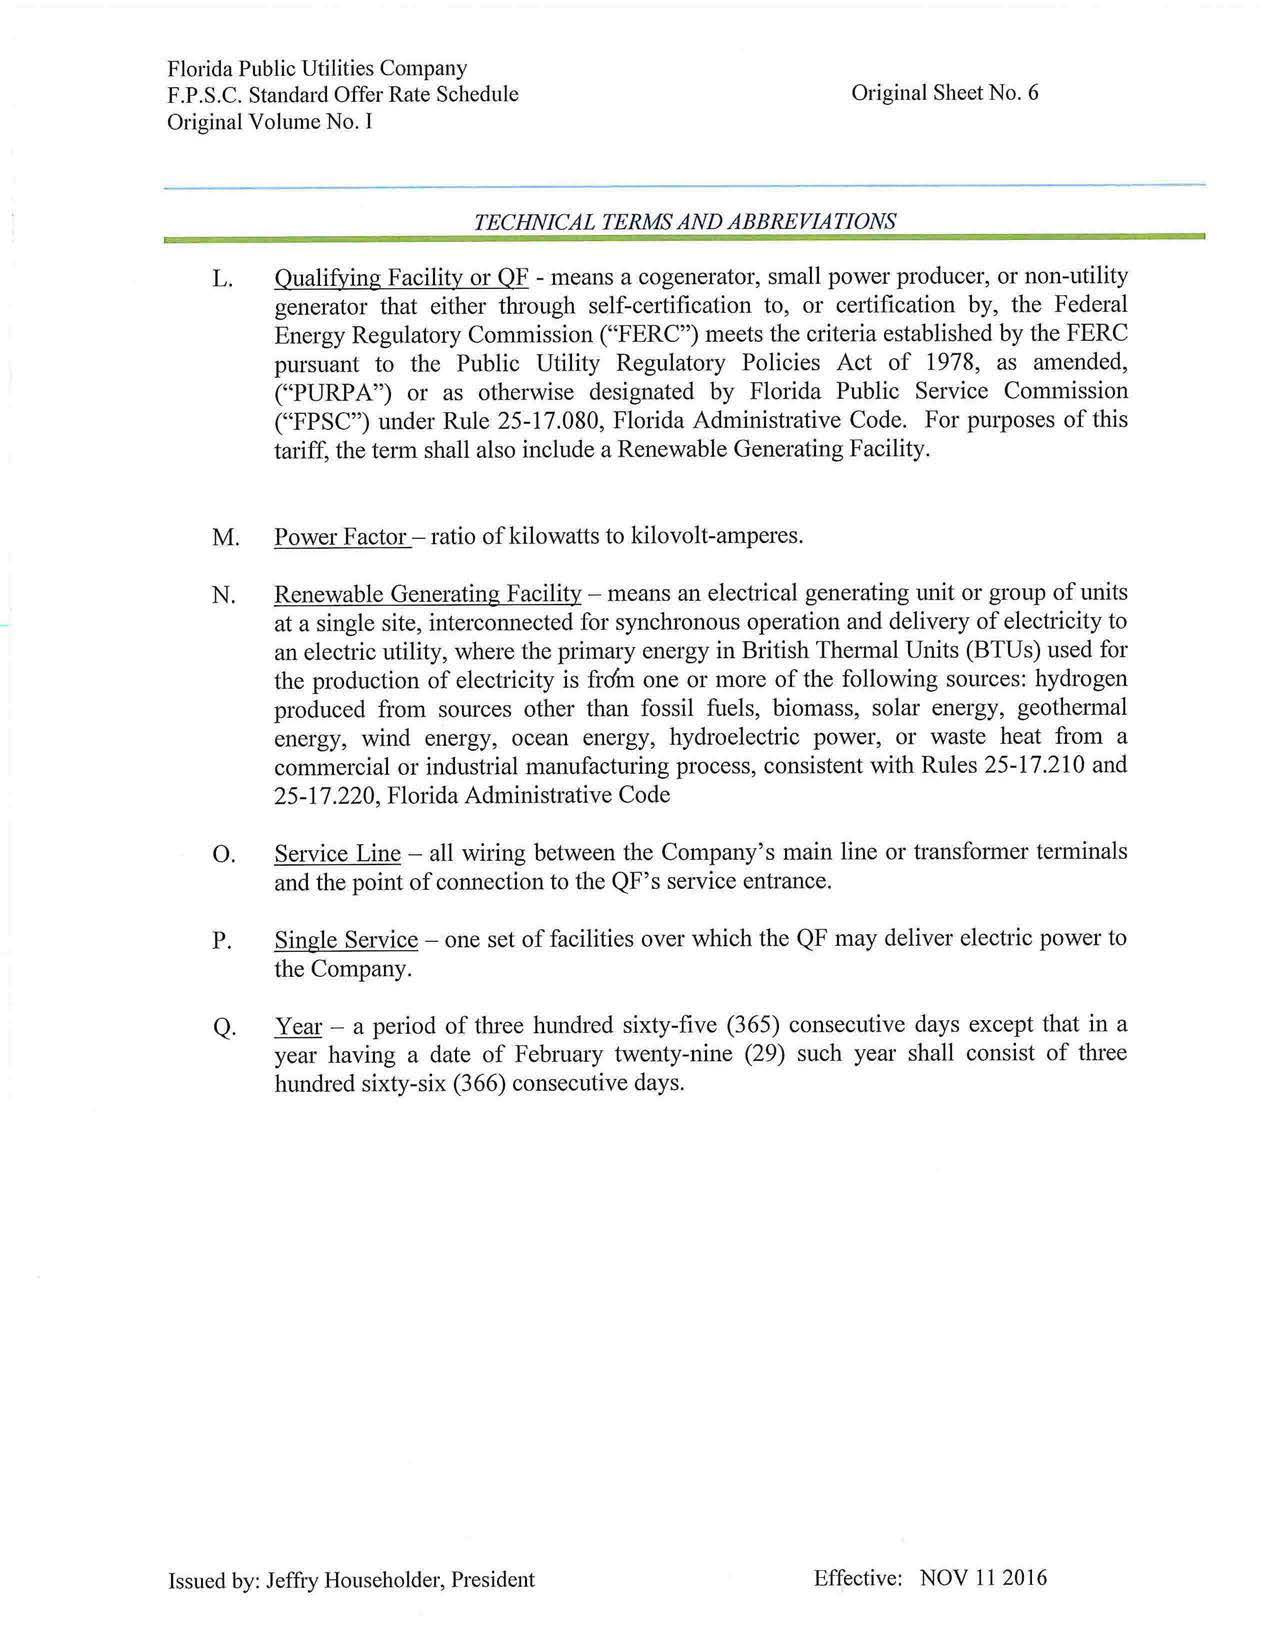 Florida Public Utilities Company
F.P.S.C. Standard Offer Rate Schedule
Original Sheet No. 6
Original Volume No. I
TECHNICAL TERMS AND ABBREVIATIONS
L. Qualifying Facility or QF - means a cogenerator, small power producer, or non-utility
generator that either through self-certification to, or certification by, the Federal
Energy Regulatory Commission (“FERC”) meets the criteria established by the FERC
pursuant to the Public Utility Regulatory Policies Act of 1978, as amended,
(“PURPA”) or as otherwise designated by Florida Public Service Commission
(“FPSC”) under Rule 25-17.080, Florida Administrative Code. For purposes of this
tariff, the term shall also include a Renewable Generating Facility.
M. Power Factor – ratio of kilowatts to kilovolt-amperes.
N. Renewable Generating Facility – means an electrical generating unit or group of units
at a single site, interconnected for synchronous operation and delivery of electricity to
an electric utility, where the primary energy in British Thermal Units (BTUs) used for
the production of electricity is from one or more of the following sources: hydrogen
produced from sources other than fossil fuels, biomass, solar energy, geothermal
energy, wind energy, ocean energy, hydroelectric power, or waste heat from a
commercial or industrial manufacturing process, consistent with Rules 25-17.210 and
25-17.220, Florida Administrative Code
O. Service Line – all wiring between the Company’s main line or transformer terminals
and the point of connection to the QF’s service entrance.
P. Single Service – one set of facilities over which the QF may deliver electric power to
the Company.
Q. Year – a period of three hundred sixty-five (365) consecutive days except that in a
year having a date of February twenty-nine (29) such year shall consist of three
hundred sixty-six (366) consecutive days.
Issued by: Jeffry Householder, President
Effective: NOV 11 2016